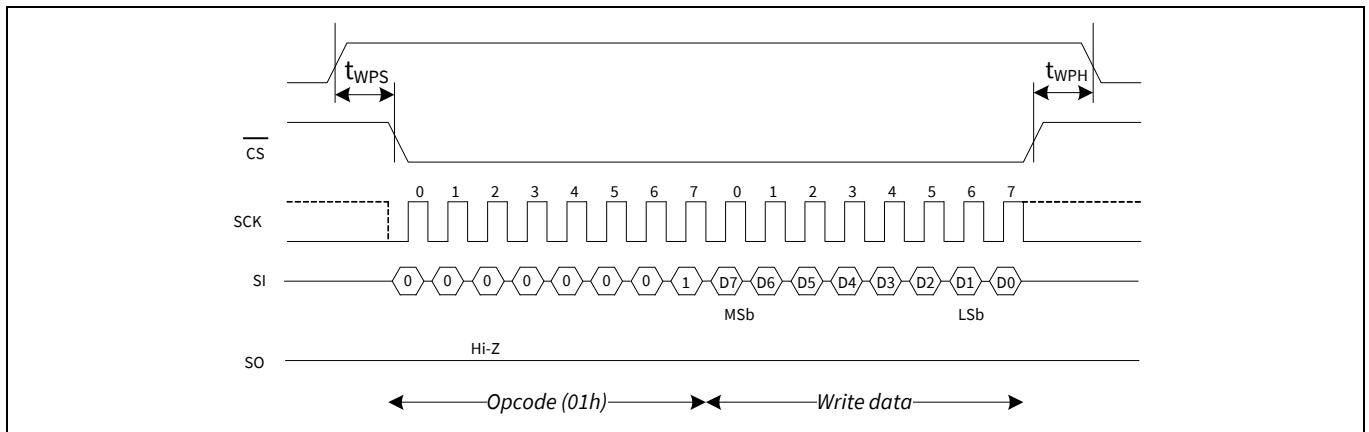 tWPS
tWPH
CS
0 1 2 3 4 5 6 7 0 1 2 3 4 5 6 7
SCK
SI 0 0 0 0 0 0 0 1 D7 D6 D5 D4 D3 D2 D1 D0
MSb LSb
Hi-Z
SO
Opcode (01h) Write data